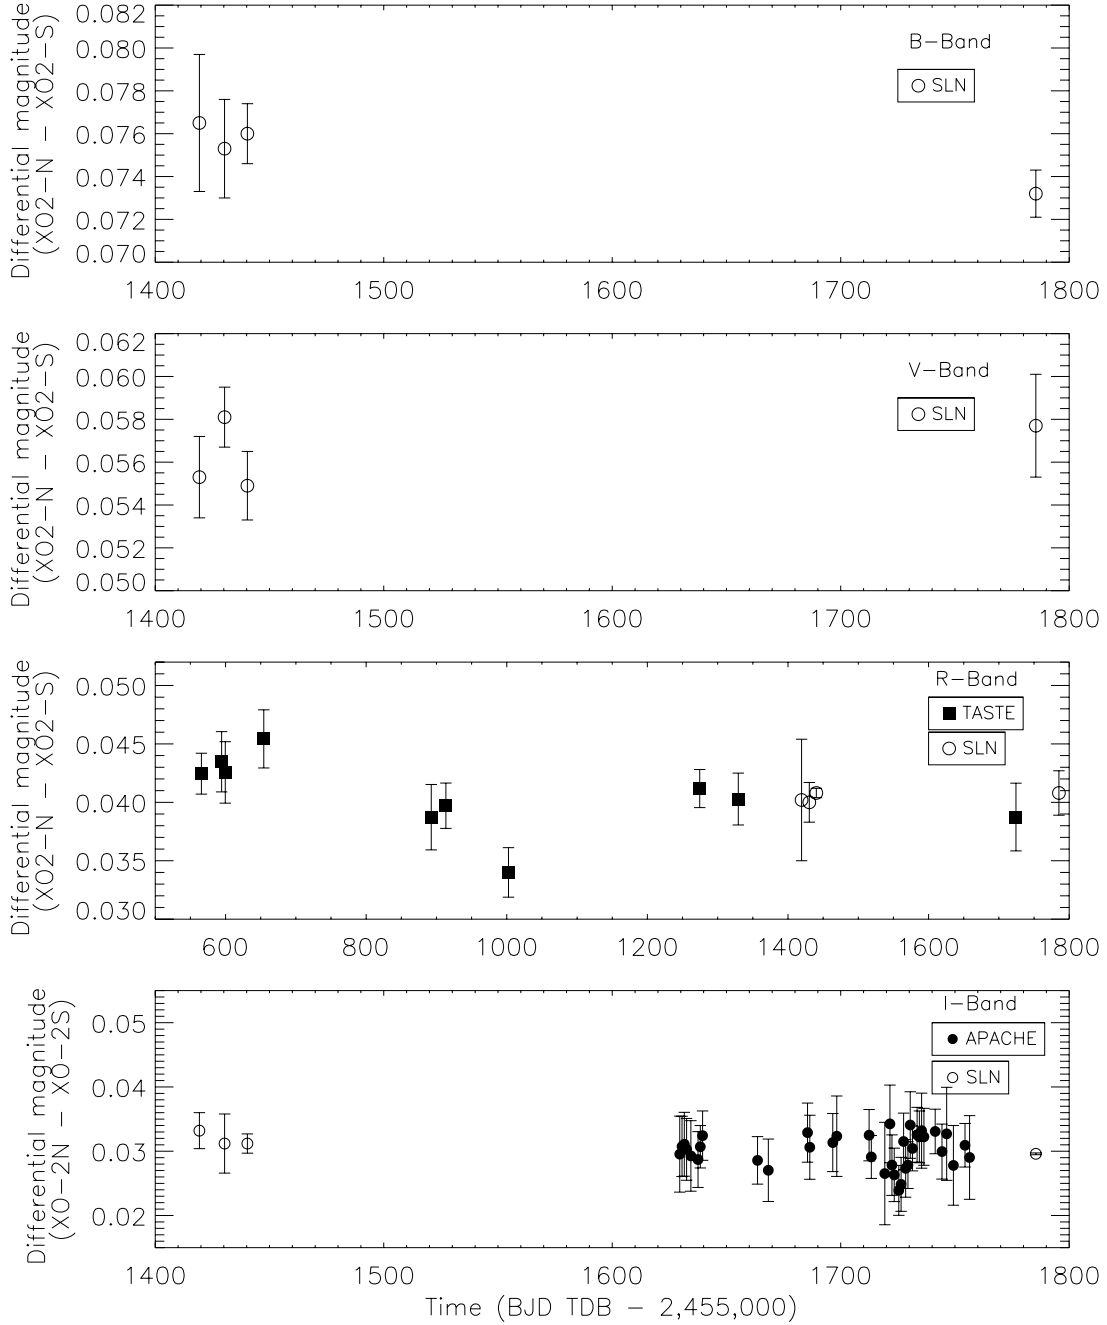 Differential magnitude
(XO2-N - XO2-S)
0.082
0.080
0.078
0.076
0.074
0.072
0.070
B-Band
SLN
1400 1500 1600 1700 1800
Differential magnitude
(XO2-N - XO2-S)
0.062
0.060
0.058
0.056
0.054
0.052
0.050
V-Band
SLN
1400 1500 1600 1700 1800
Differential magnitude
(XO2-N - XO2-S)
0.050
0.045
0.040
0.035
0.030
R-Band
TASTE
SLN
600 800 1000 1200 1400 1600 1800
Differential magnitude
(XO-2N - XO-2S)
0.05
0.04
0.03
0.02
I-Band
APACHE
SLN
1400 1500 1600 1700 1800
Time (BJD TDB - 2,455,000)